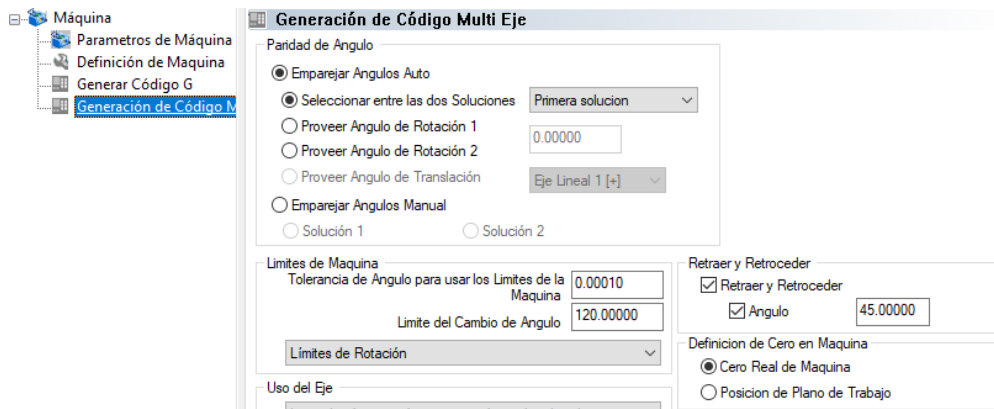 Máquina
Parametros de Máquina
Definición de Maquina
Generar Código G
Generación de Código M
Generación de Código Multi Eje
Paridad de Angulo
Emparejar Angulos Auto
Seleccionar entre las dos Soluciones Primera solucion
Proveer Angulo de Rotación 1
0.00000
Proveer Angulo de Rotación 2
Proveer Angulo de Translación Eje Lineal 1 [+]
Emparejar Angulos Manual
Solución 1 Solución 2
Limites de Maquina
Tolerancia de Angulo para usar los Limites de la
Maquina
0.00010
Limite del Cambio de Angulo 120.00000
Límites de Rotación
Uso del Eje
Retraer y Retroceder
Retraer y Retroceder
Angulo 45.00000
Definicion de Cero en Maquina
Cero Real de Maquina
Posicion de Plano de Trabajo